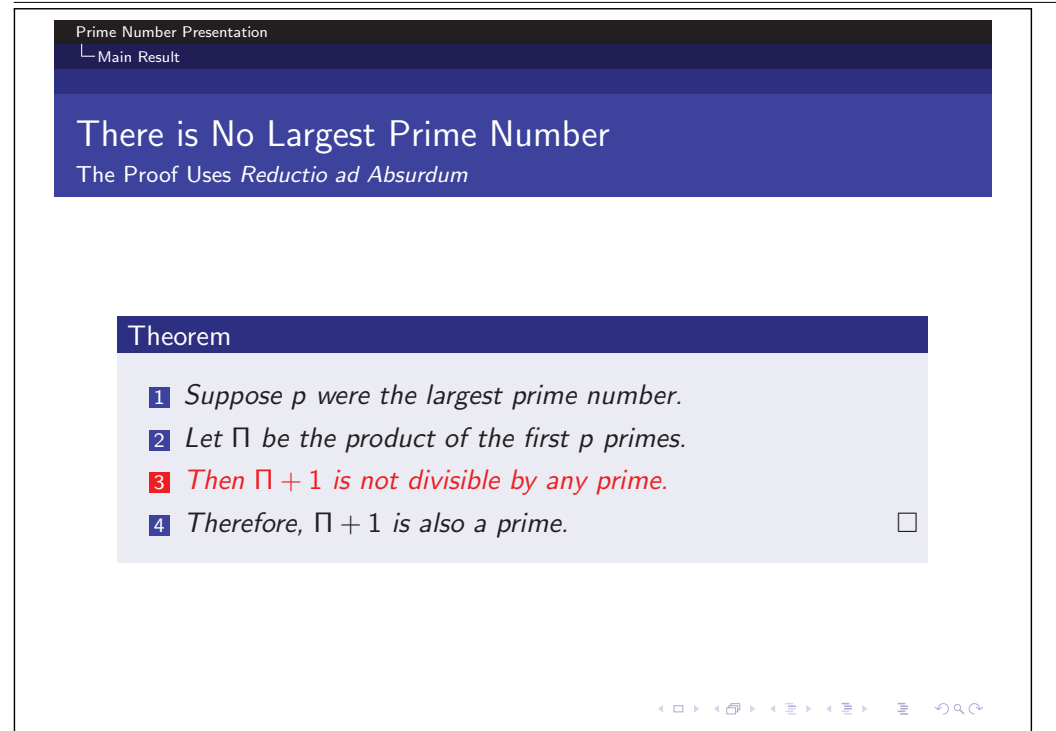 Prime Number Presentation
Main Result
There is No Largest Prime Number
The Proof Uses Reductio ad Absurdum
Theorem
1 Suppose p were the largest prime number.
2 Let Π be the product of the first p primes.
3 Then Π + 1 is not divisible by any prime.
4 Therefore, Π + 1 is also a prime. □